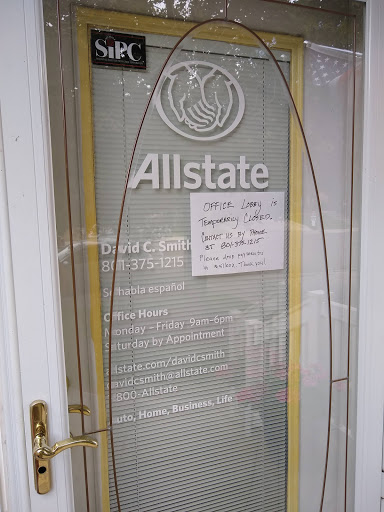 SIPC
Allstate
OFFICE LOBBY IS
TEMPORARILY CLOSED.
CONTACT US BY PHONE
AT 801-375-1215
Please drop payments
in mailbox. Thank you!
David C. Smith
801-375-1215
Se habla español
Office Hours
Monday - Friday 9am-6pm
Saturday by Appointment
allstate.com/davidcsmith
davidcsmith@allstate.com
800-Allstate
Auto, Home, Business, Life